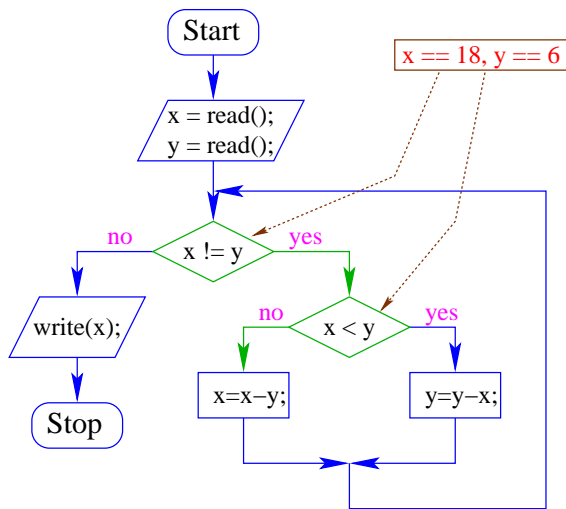 Start
x == 18, y == 6
x = read();
y = read();
no
yes
x != y
write(x);
no
yes
x < y
x=x−y;
y=y−x;
Stop